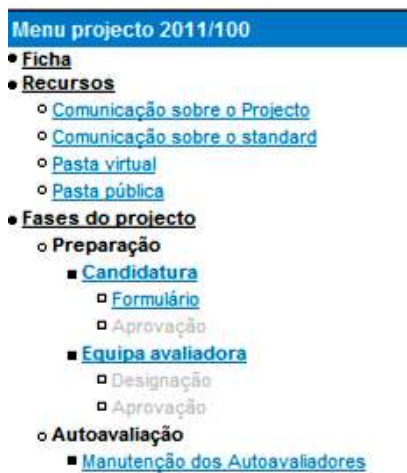 Menu projecto 2011/100
Ficha
Recursos
Comunicação sobre o Projecto
Comunicação sobre o standard
Pasta virtual
Pasta pública
Fases do projecto
Preparação
Candidatura
Formulário
Aprovação
Equipa avaliadora
Designação
Aprovação
Autoavaliação
Manutenção dos Autoavaliadores